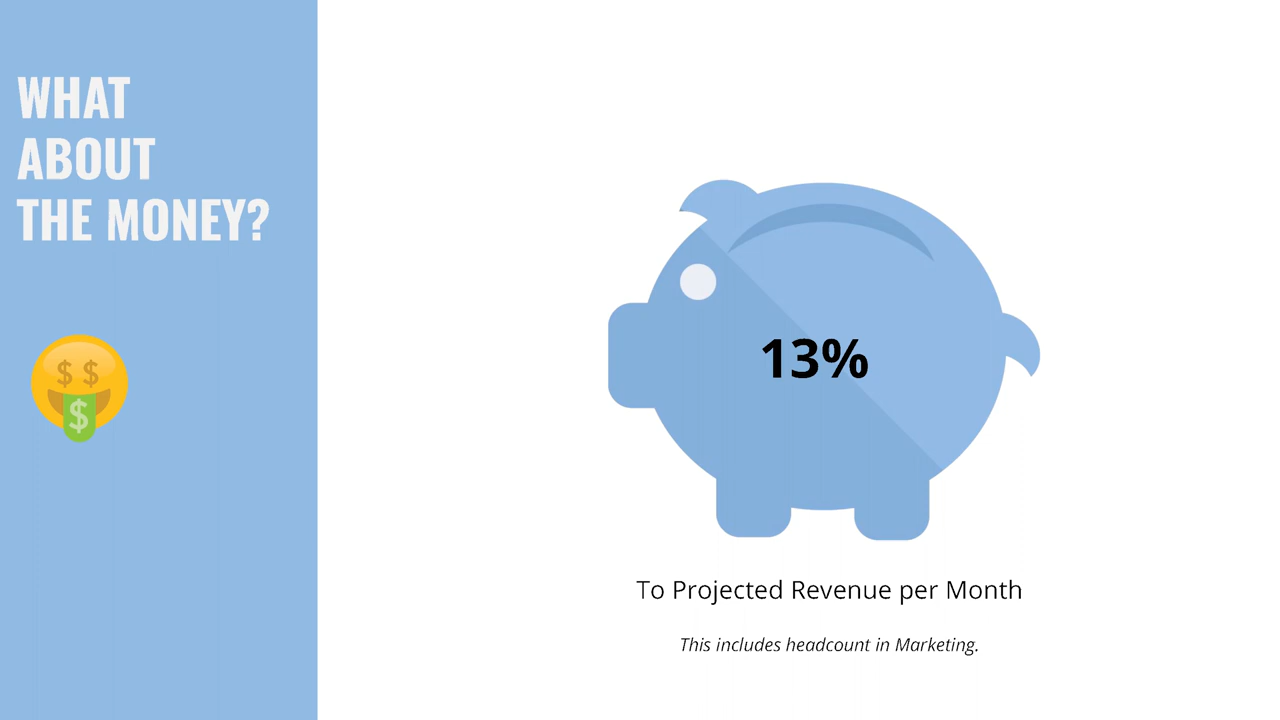 WHAT
ABOUT
THE MONEY?
$ $
$
13%
To Projected Revenue per Month
This includes headcount in Marketing.